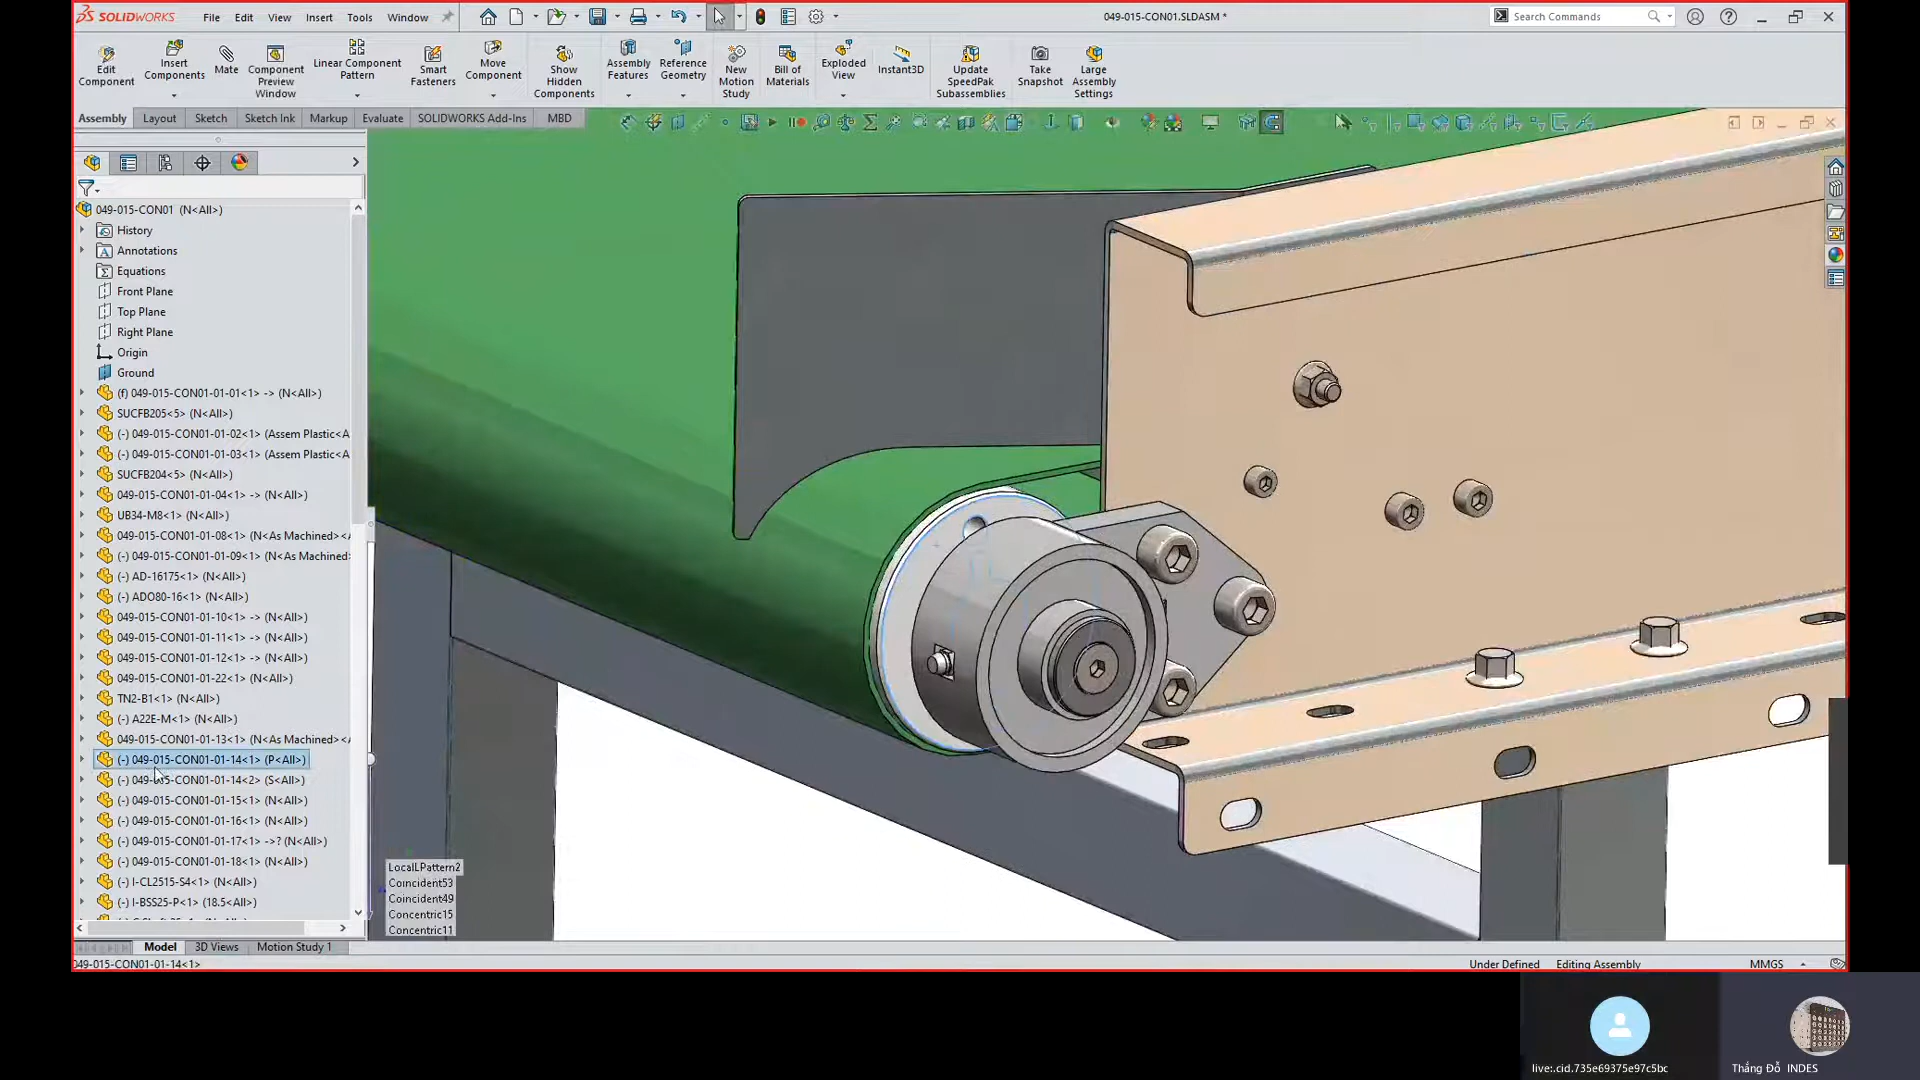 SOLIDWORKS File Edit View Insert Tools Window
049-015-CON01.SLDASM *
Search Commands
Edit Component
Insert Components
Mate
Component Preview Window
Linear Component Pattern
Smart Fasteners
Move Component
Show Hidden Components
Assembly Features
Reference Geometry
New Motion Study
Bill of Materials
Exploded View
Instant3D
Update SpeedPak Subassemblies
Take Snapshot
Large Assembly Settings
Assembly Layout Sketch Sketch Ink Markup Evaluate SOLIDWORKS Add-Ins MBD
049-015-CON01 (N<All>)
History
Annotations
Equations
Front Plane
Top Plane
Right Plane
Origin
Ground
(f) 049-015-CON01-01-01<1> -> (N<All>)
SUCFB205<5> (N<All>)
(-) 049-015-CON01-01-02<1> (Assem Plastic<A
(-) 049-015-CON01-01-03<1> (Assem Plastic<A
SUCFB204<5> (N<All>)
049-015-CON01-01-04<1> -> (N<All>)
UB34-M8<1> (N<All>)
049-015-CON01-01-08<1> (N<As Machined><A
(-) 049-015-CON01-01-09<1> (N<As Machined>
(-) AD-16175<1> (N<All>)
(-) ADO80-16<1> (N<All>)
049-015-CON01-01-10<1> -> (N<All>)
049-015-CON01-01-11<1> -> (N<All>)
049-015-CON01-01-12<1> -> (N<All>)
049-015-CON01-01-22<1> (N<All>)
TN2-B1<1> (N<All>)
(-) A22E-M<1> (N<All>)
049-015-CON01-01-13<1> (N<As Machined><A
(-) 049-015-CON01-01-14<1> (P<All>)
(-) 049-015-CON01-01-14<2> (S<All>)
(-) 049-015-CON01-01-15<1> (N<All>)
(-) 049-015-CON01-01-16<1> (N<All>)
(-) 049-015-CON01-01-17<1> ->? (N<All>)
(-) 049-015-CON01-01-18<1> (N<All>)
(-) I-CL2515-S4<1> (N<All>)
(-) I-BSS25-P<1> (18.5<All>)
LocalLPattern2
Coincident53
Coincident49
Concentric15
Concentric11
Model 3D Views Motion Study 1
049-015-CON01-01-14<1>
Under Defined Editing Assembly MMGS
live:.cid.735e69375e97c5bc
Thắng Đỗ INDES